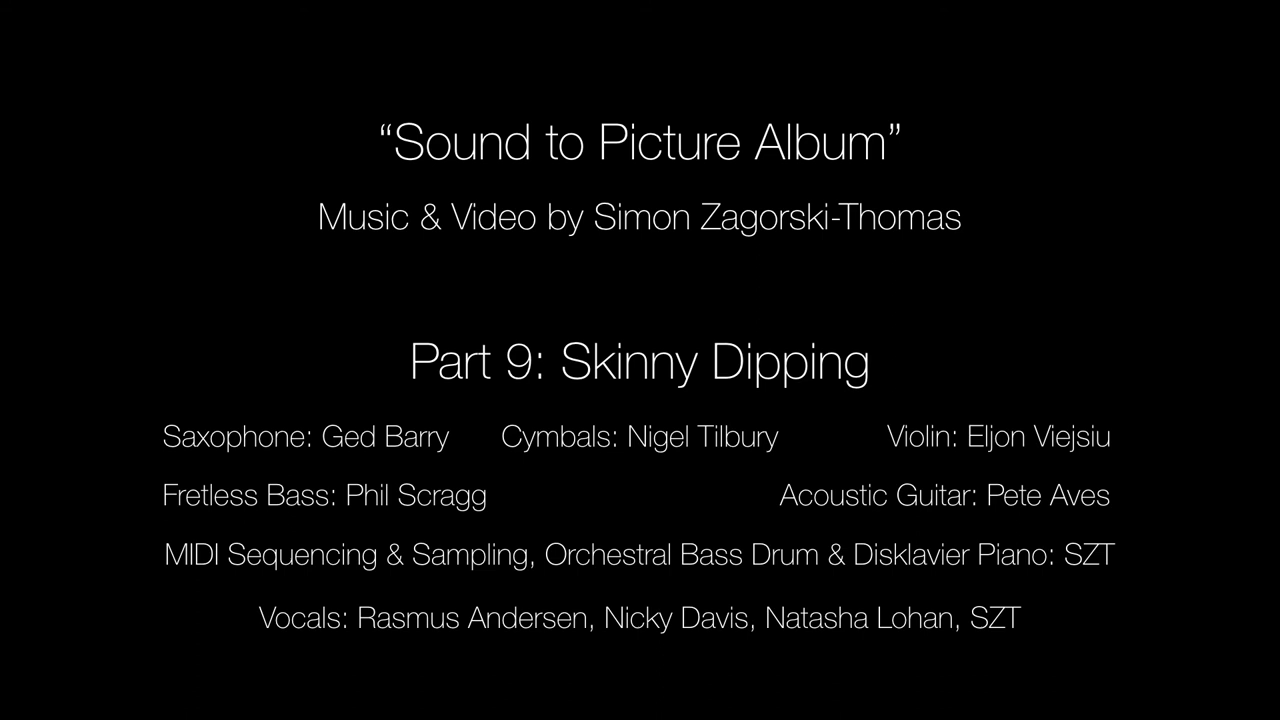 “Sound to Picture Album”
Music & Video by Simon Zagorski-Thomas
Part 9: Skinny Dipping
Saxophone: Ged Barry Cymbals: Nigel Tilbury Violin: Eljon Viejsiu
Fretless Bass: Phil Scragg Acoustic Guitar: Pete Aves
MIDI Sequencing & Sampling, Orchestral Bass Drum & Disklavier Piano: SZT
Vocals: Rasmus Andersen, Nicky Davis, Natasha Lohan, SZT